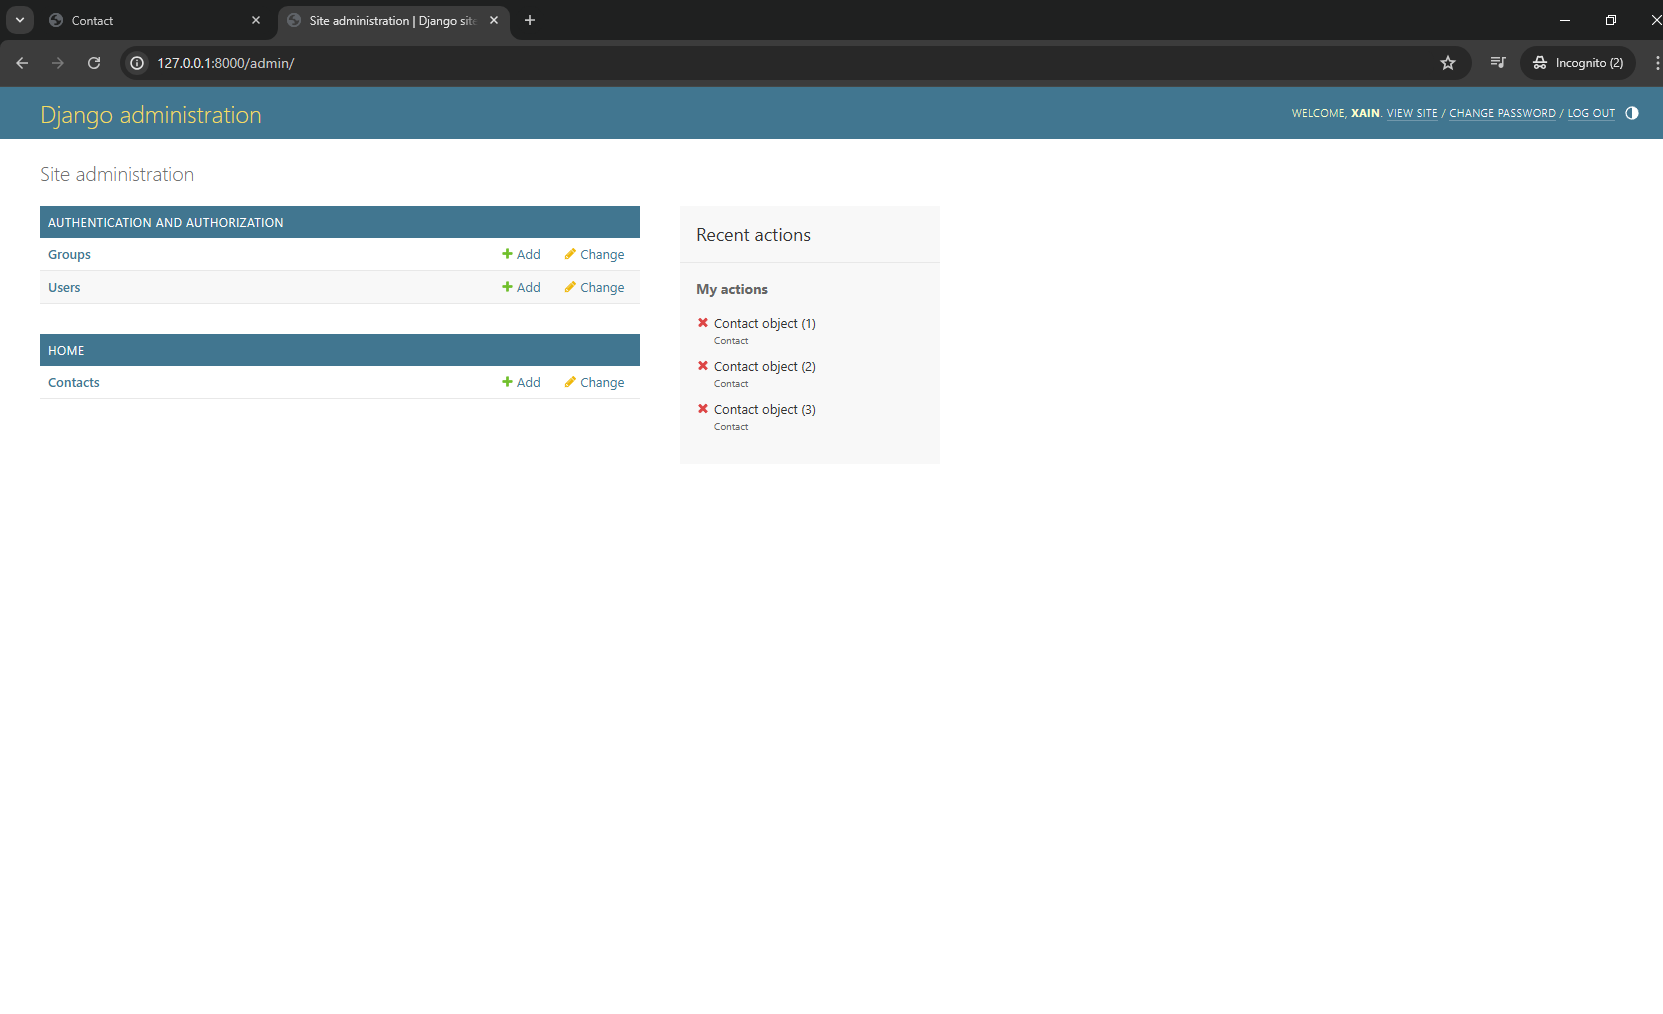 Contact
Site administration | Django site
127.0.0.1:8000/admin/
Incognito (2)
Django administration
WELCOME, XAIN. VIEW SITE / CHANGE PASSWORD / LOG OUT
Site administration
AUTHENTICATION AND AUTHORIZATION
Groups Add Change
Users Add Change
HOME
Contacts Add Change
Recent actions
My actions
Contact object (1)
Contact
Contact object (2)
Contact
Contact object (3)
Contact